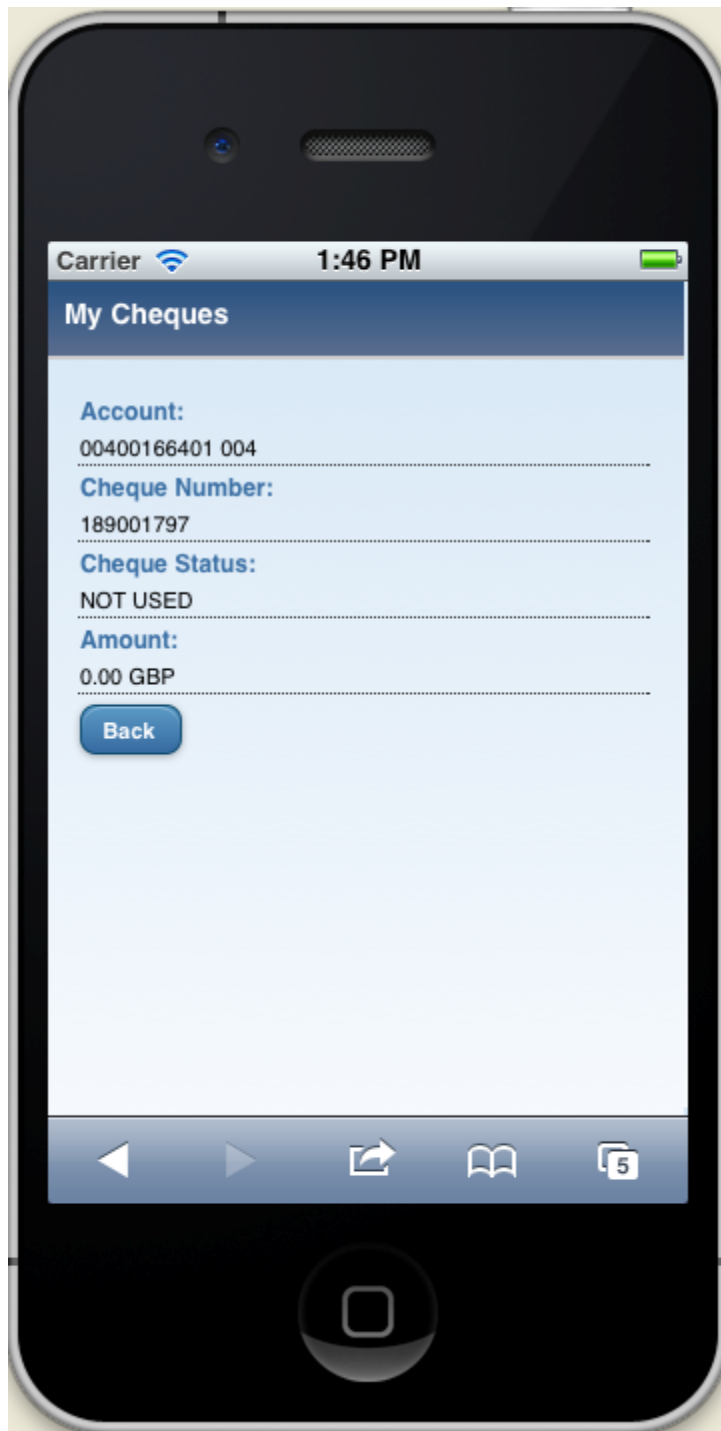 Carrier 1:46 PM
My Cheques
Account:
00400166401 004
Cheque Number:
189001797
Cheque Status:
NOT USED
Amount:
0.00 GBP
Back
5